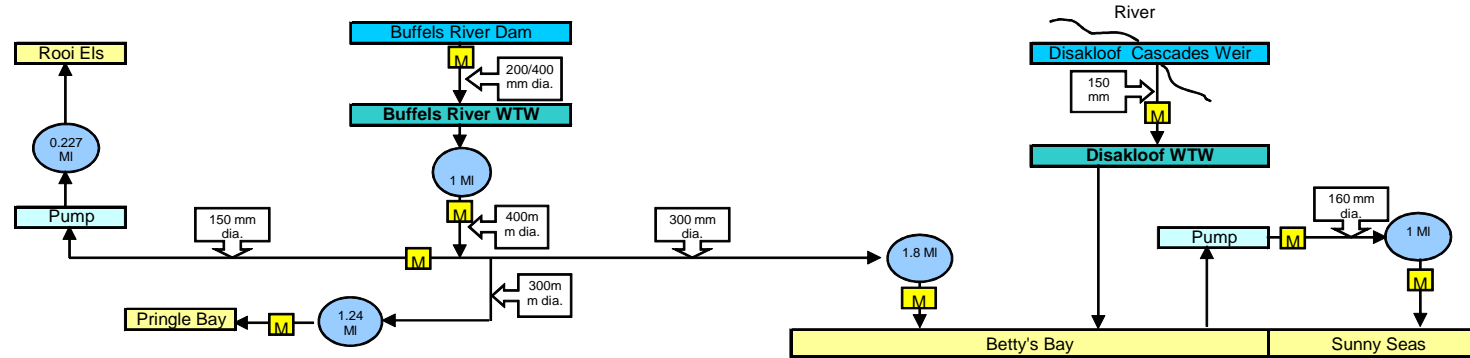 River
Buffels River Dam
Disakloof Cascades Weir
Rooi Els
M
200/400
mm dia.
150
mm
M
Buffels River WTW
0.227
Ml
Disakloof WTW
1 Ml
Pump
150 mm
dia.
M
400m
m dia.
300 mm
dia.
160 mm
dia.
Pump
M
1 Ml
M
1.8 Ml
M
300m
m dia.
M
Pringle Bay
M
1.24
Ml
Betty's Bay
Sunny Seas